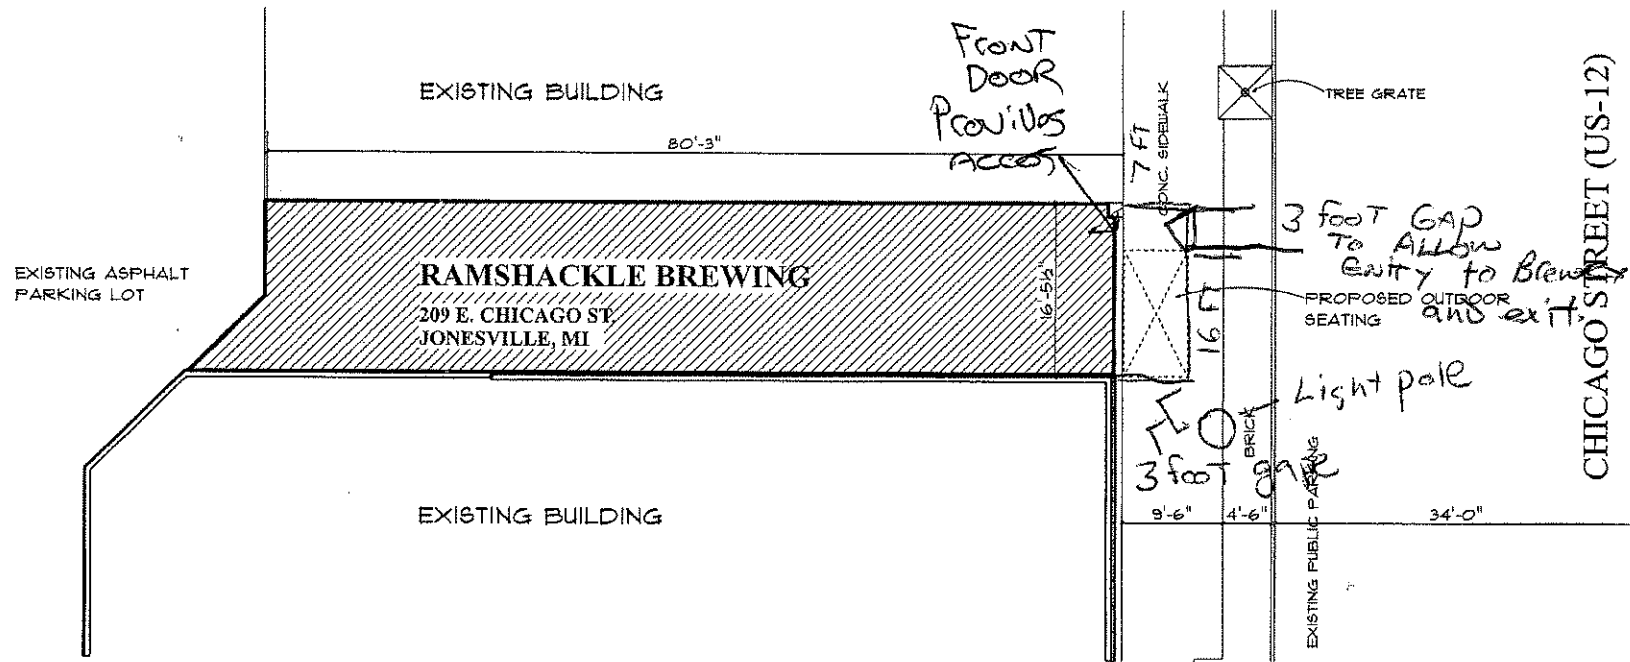 FRONT
DOOR
Provides
ACCES
EXISTING BUILDING
80'-3"
7 FT
CONC. SIDEWALK
TREE GRATE
CHICAGO STREET (US-12)
3 fooT GAP
To ALLOW
to Brewery
and exit.
EXISTING ASPHALT
PARKING LOT
RAMSHACKLE BREWING
209 E. CHICAGO ST.
JONESVILLE, MI
16'-5½"
16 FT
PROPOSED OUTDOOR
SEATING
Light pole
BRICK
3 fooT
EXISTING PUBLIC PARKING
EXISTING BUILDING
9'-6"
4'-6"
34'-0"